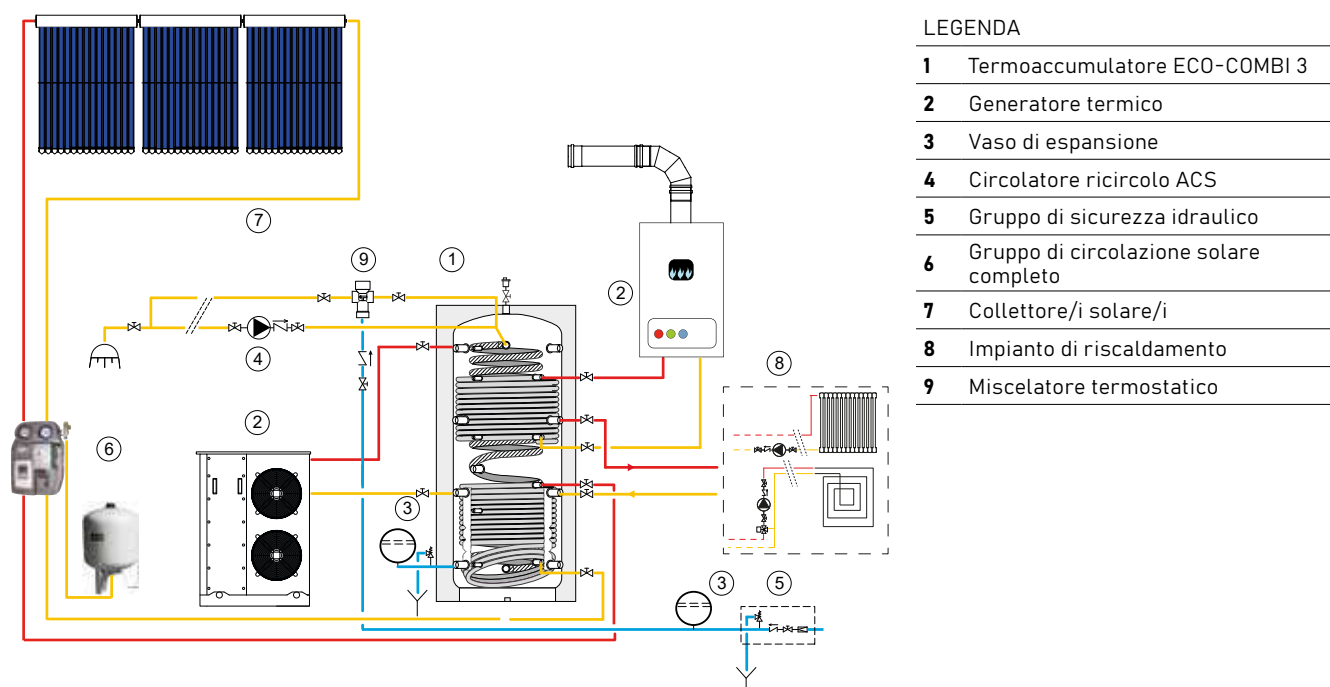 7
9
1
2
4
8
2
6
3
3
5
LEGENDA
1 Termoaccumulatore ECO-COMBI 3
2 Generatore termico
3 Vaso di espansione
4 Circolatore ricircolo ACS
5 Gruppo di sicurezza idraulico
6 Gruppo di circolazione solare
completo
7 Collettore/i solare/i
8 Impianto di riscaldamento
9 Miscelatore termostatico